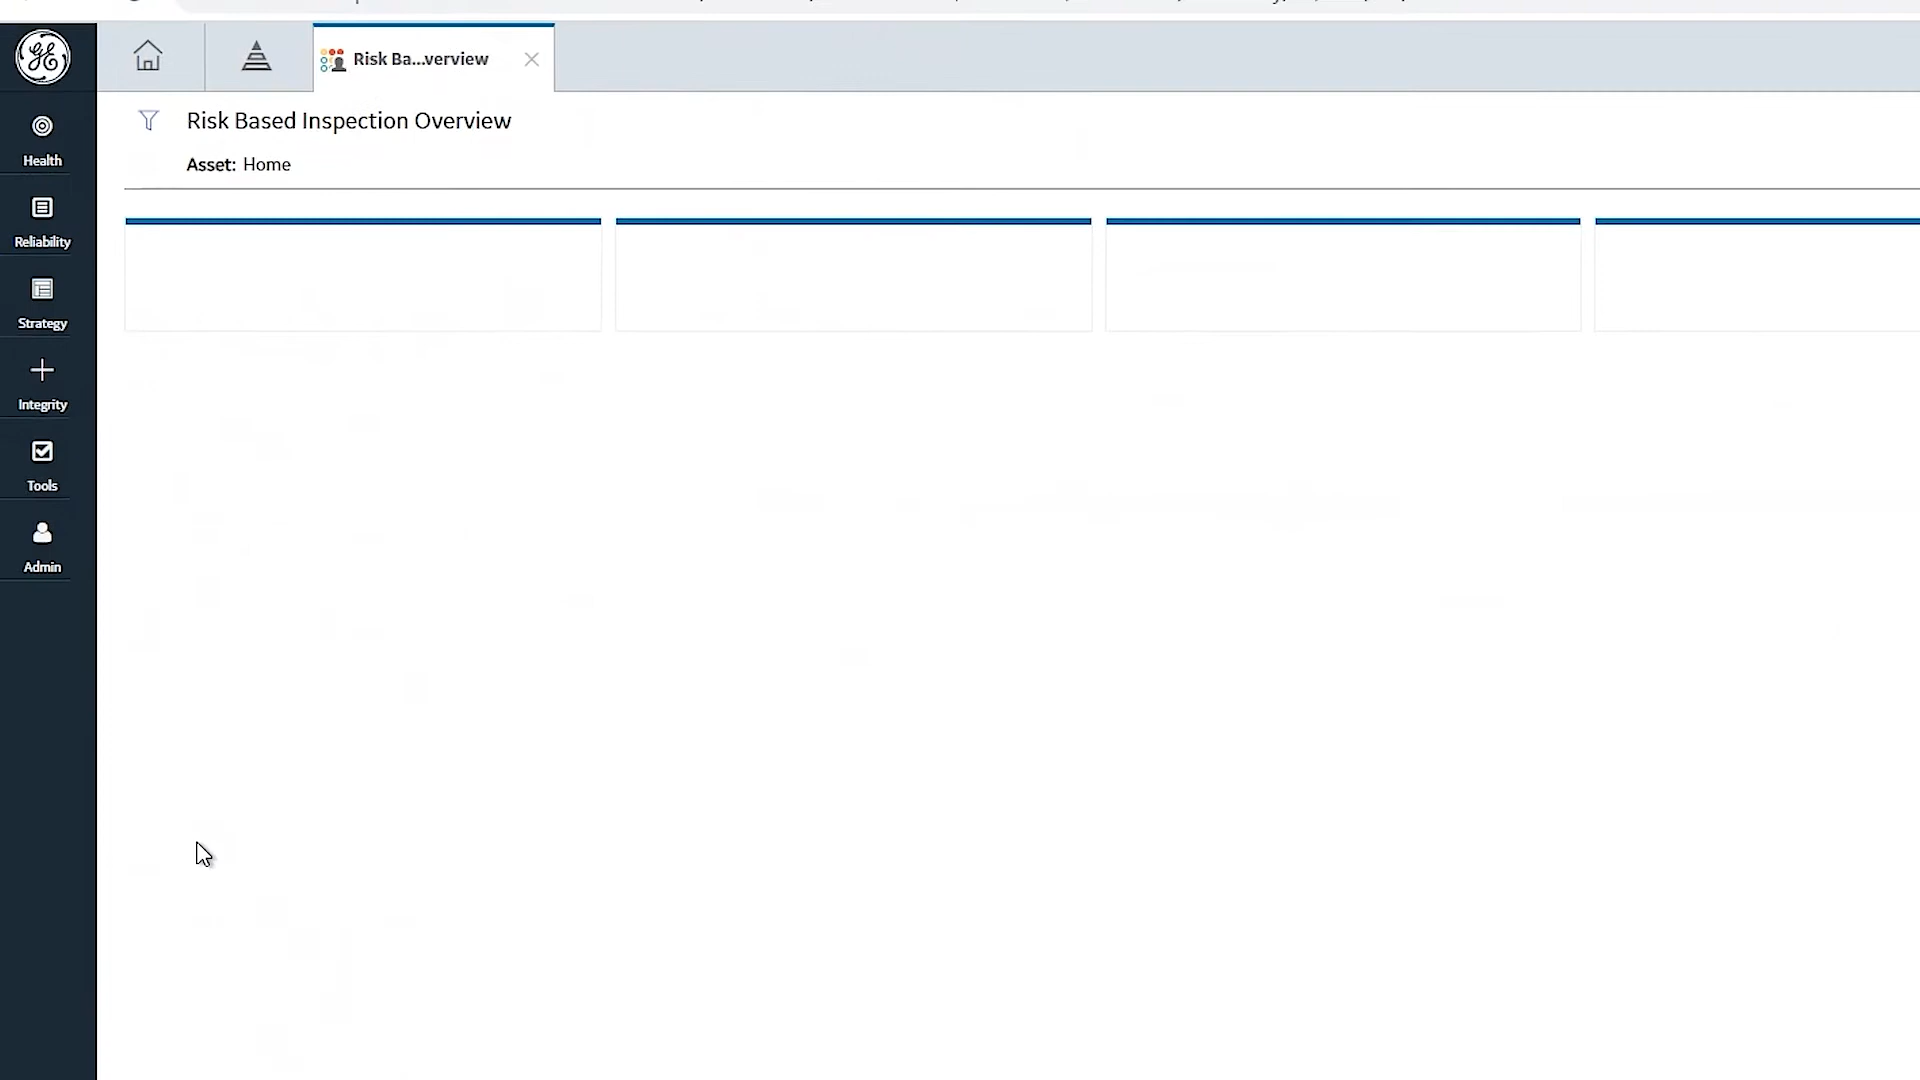 Risk Ba...verview
Risk Based Inspection Overview
Asset: Home
Health
Reliability
Strategy
Integrity
Tools
Admin